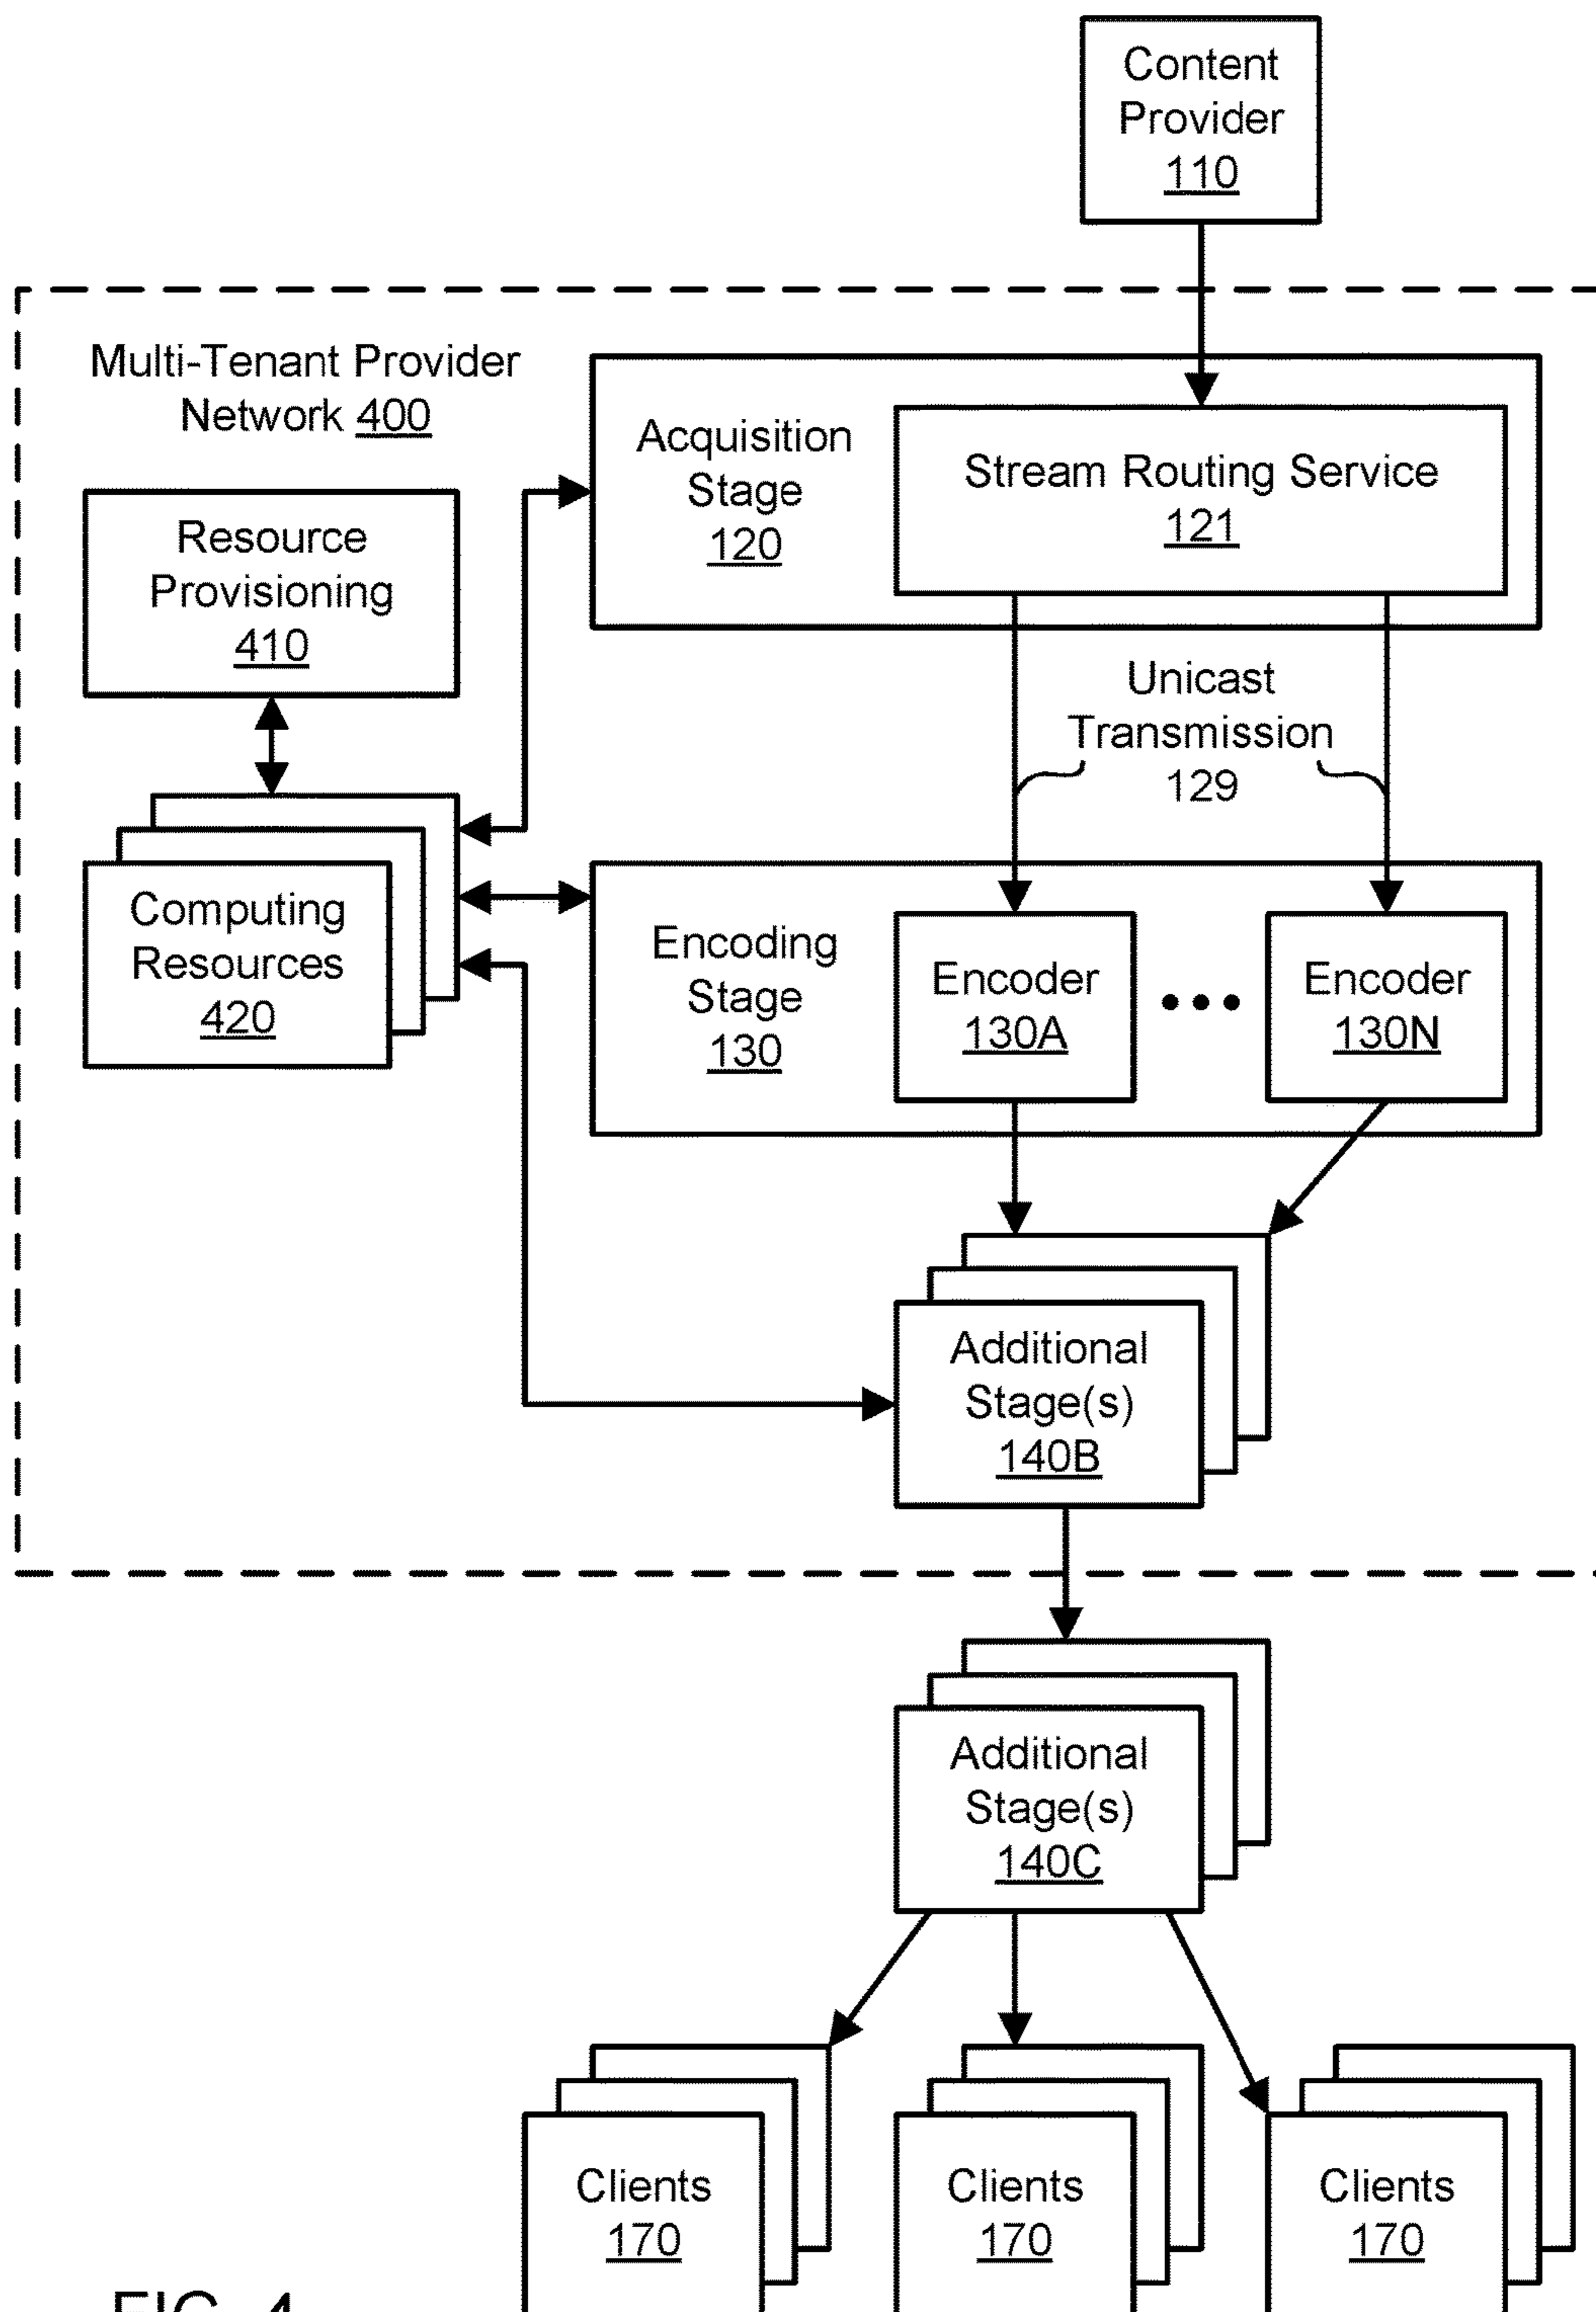 Content
Provider
110
Multi-Tenant Provider
Network 400
Acquisition
Stage
120
Stream Routing Service
121
Resource
Provisioning
410
Unicast
Transmission
129
Computing
Resources
420
Encoding
Stage
130
Encoder
130A
Encoder
130N
Additional
Stage(s)
140B
Additional
Stage(s)
140C
Clients
170
Clients
170
Clients
170
FIG. 4